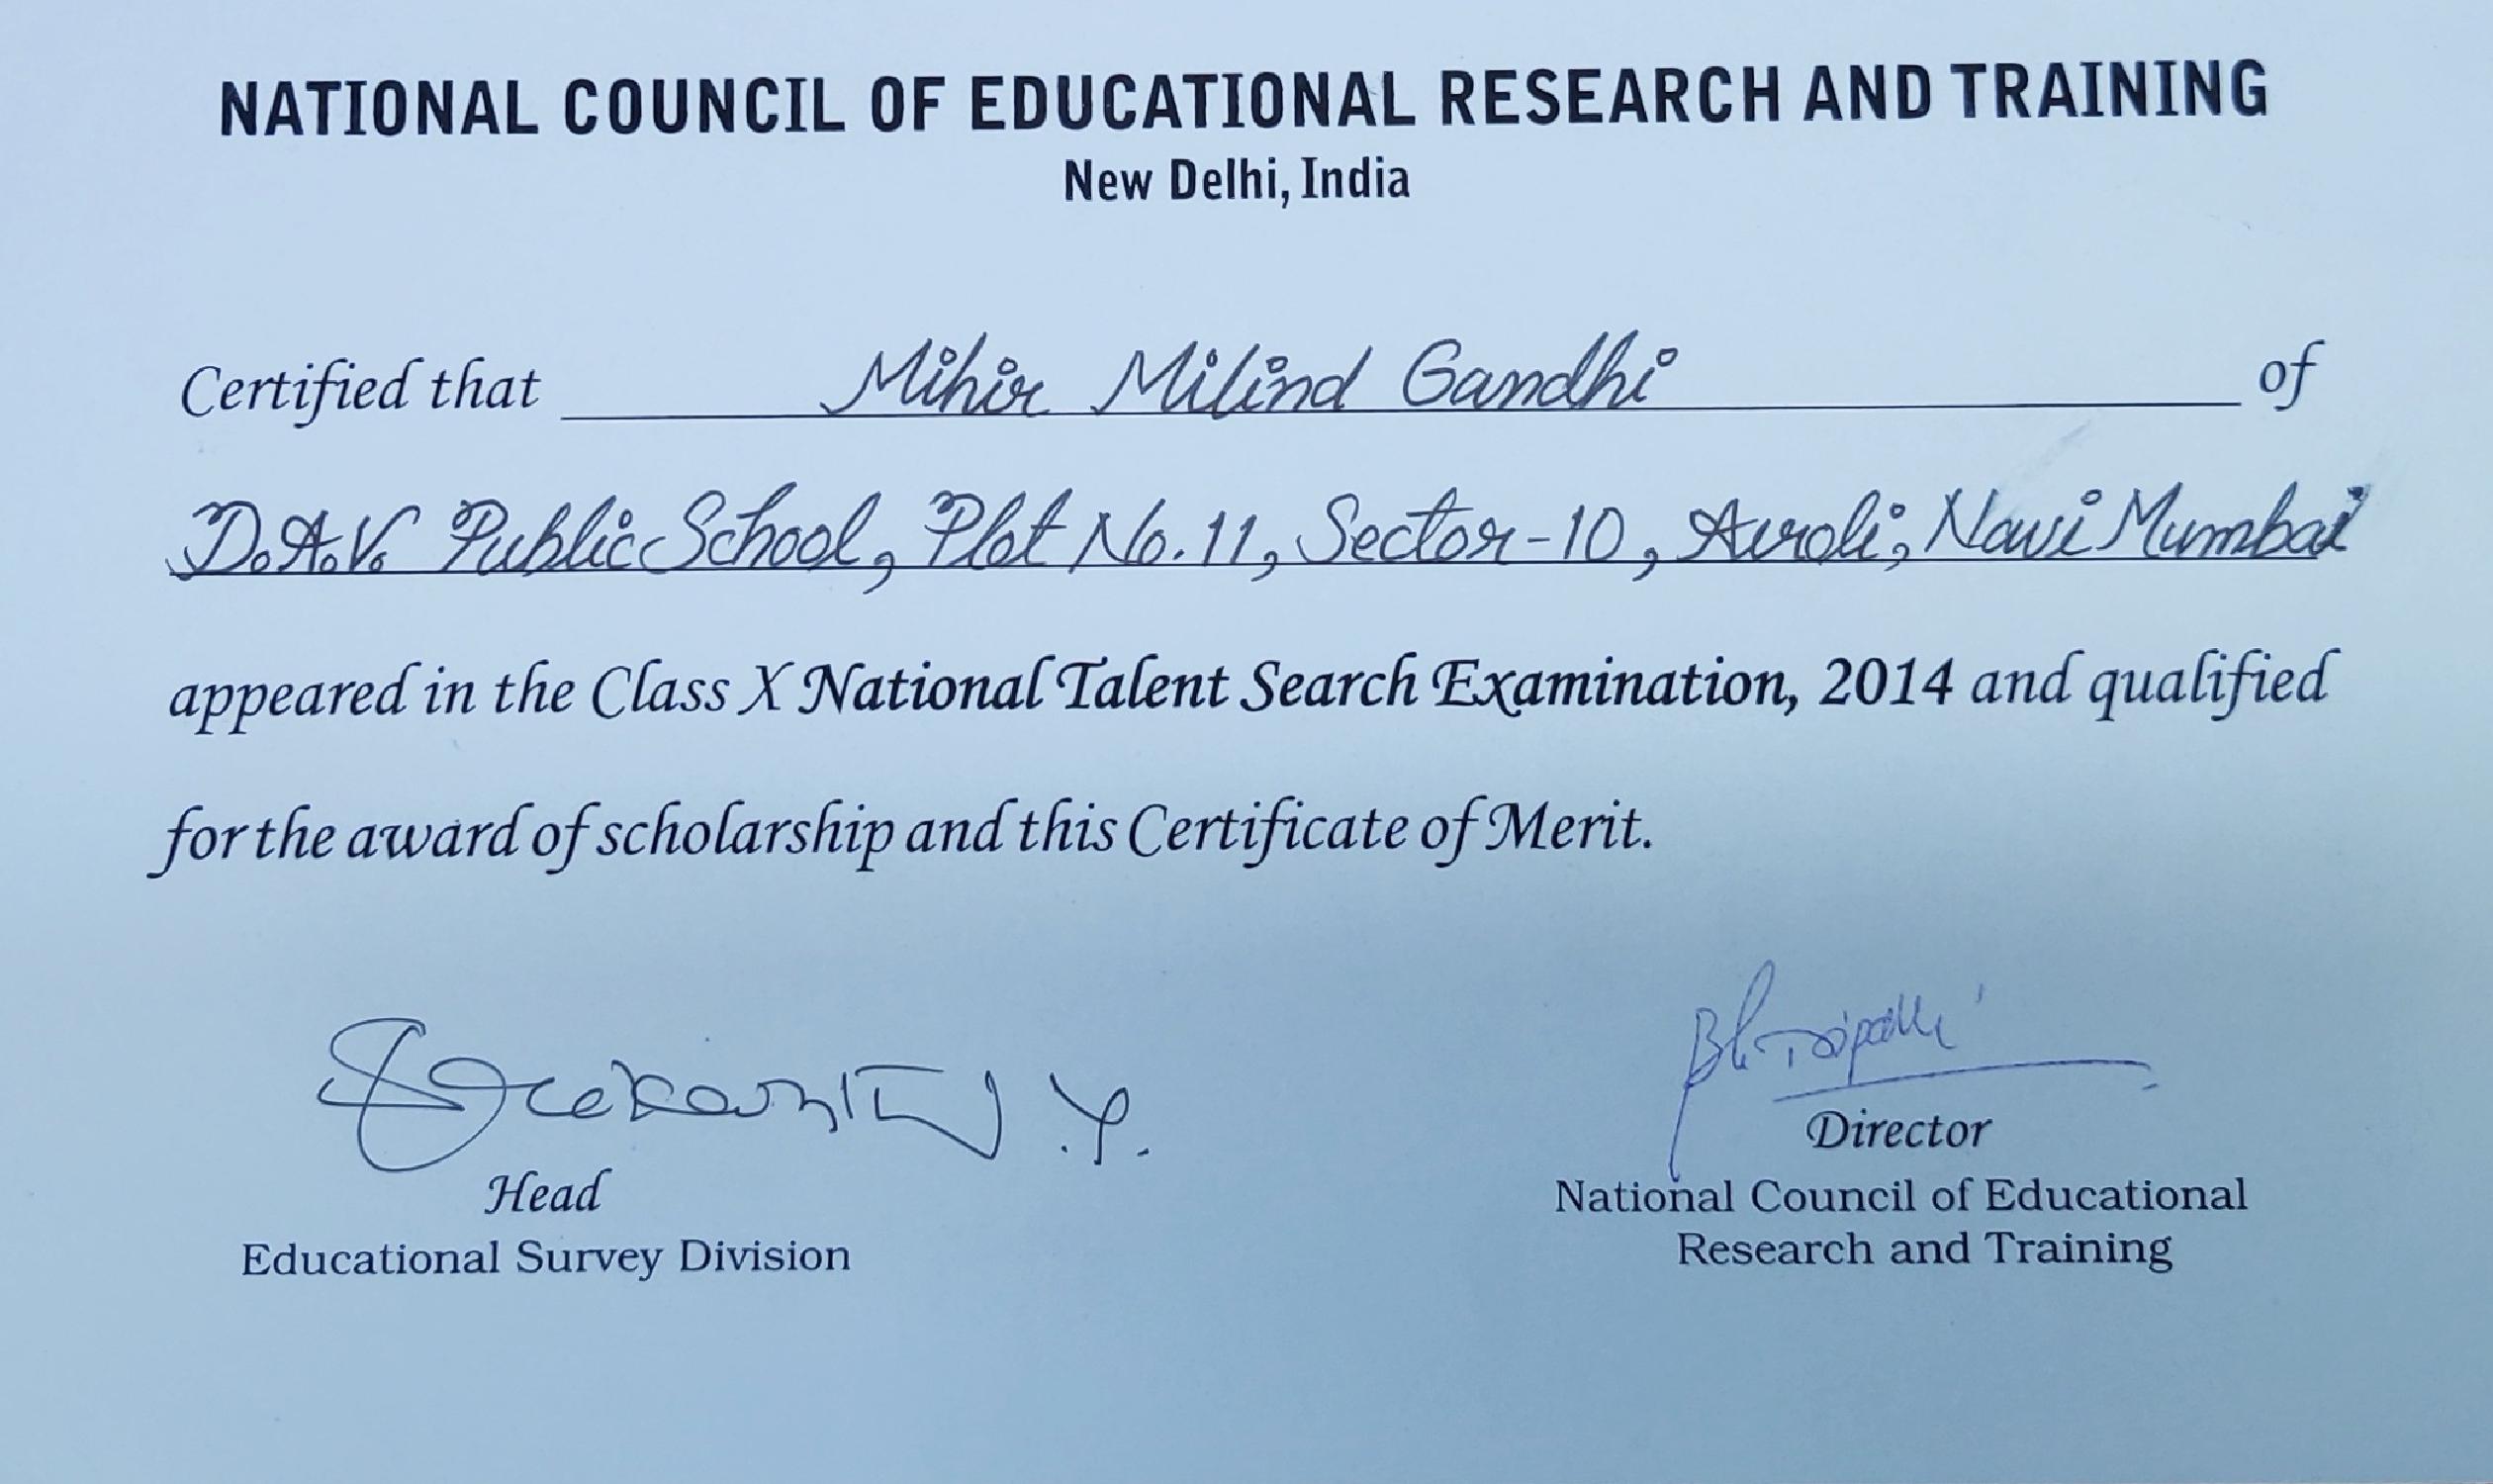 NATIONAL COUNCIL OF EDUCATIONAL RESEARCH AND TRAINING
New Delhi, India
Certified that Mihir Milind Gandhi of
D.A.V. Public School, Plot No. 11, Sector-10, Airoli, Navi Mumbai
appeared in the Class X National Talent Search Examination, 2014 and qualified
for the award of scholarship and this Certificate of Merit.
Head
Educational Survey Division
Director
National Council of Educational
Research and Training